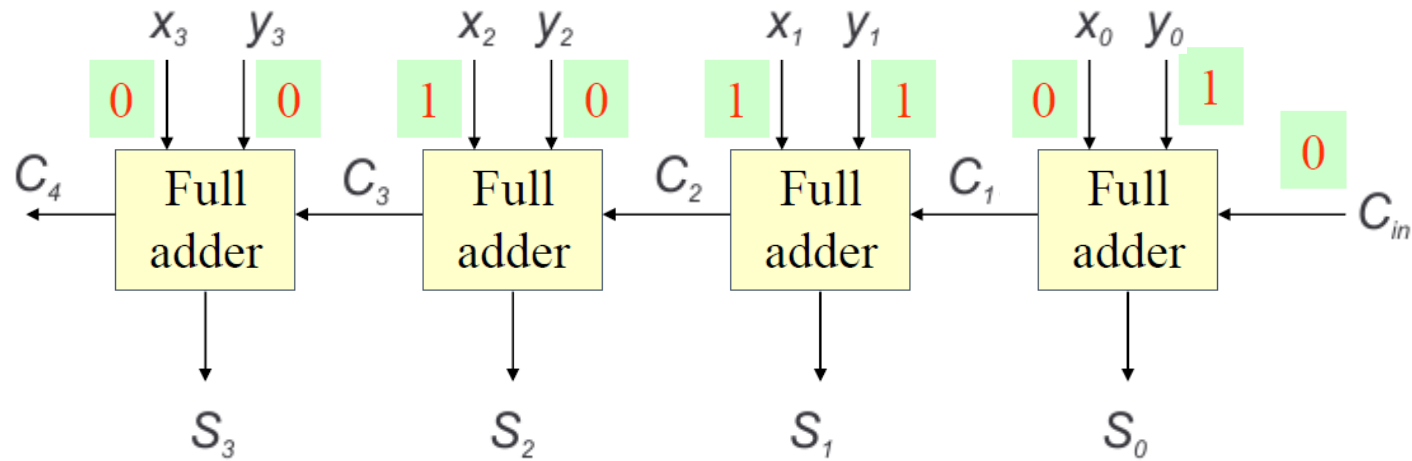 x₃ y₃ x₂ y₂ x₁ y₁ x₀ y₀
0 0 1 0 1 1 0 1
0
C₄ Full adder C₃ Full adder C₂ Full adder C₁ Full adder C_in
S₃ S₂ S₁ S₀